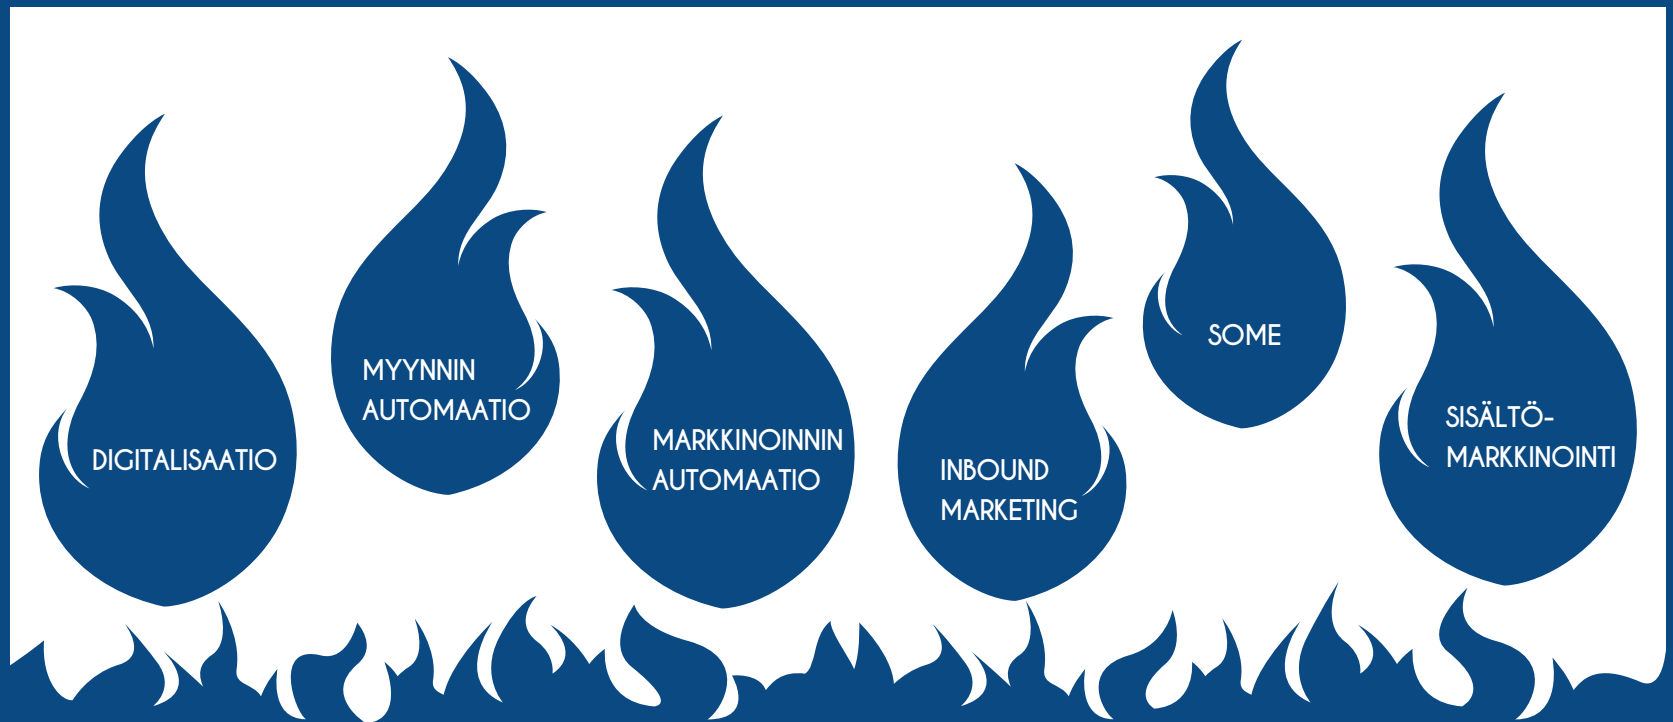 DIGITALISAATIO
MYYNNIN
AUTOMAATIO
MARKKINOINNIN
AUTOMAATIO
INBOUND
MARKETING
SOME
SISÄLTÖ-
MARKKINOINTI